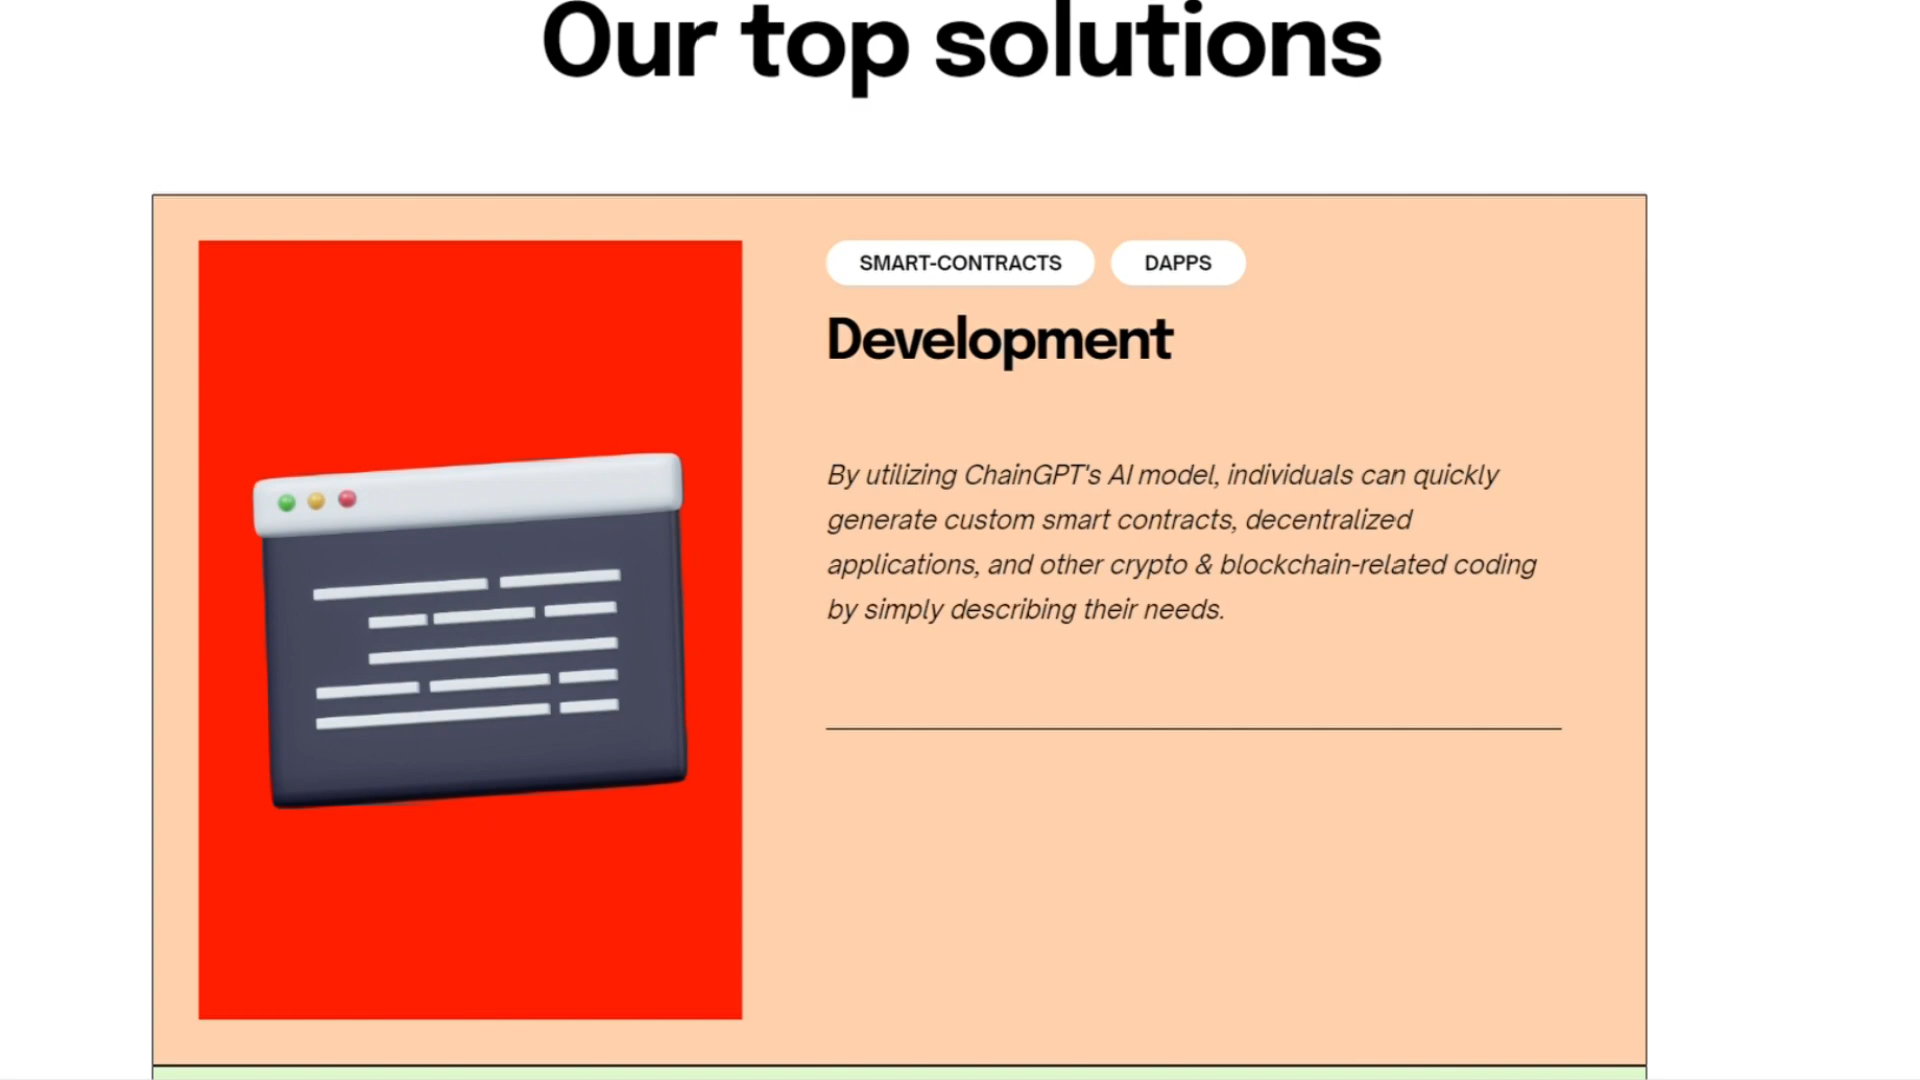 Our top solutions
SMART-CONTRACTS DAPPS
Development
By utilizing ChainGPT's AI model, individuals can quickly
generate custom smart contracts, decentralized
applications, and other crypto & blockchain-related coding
by simply describing their needs.